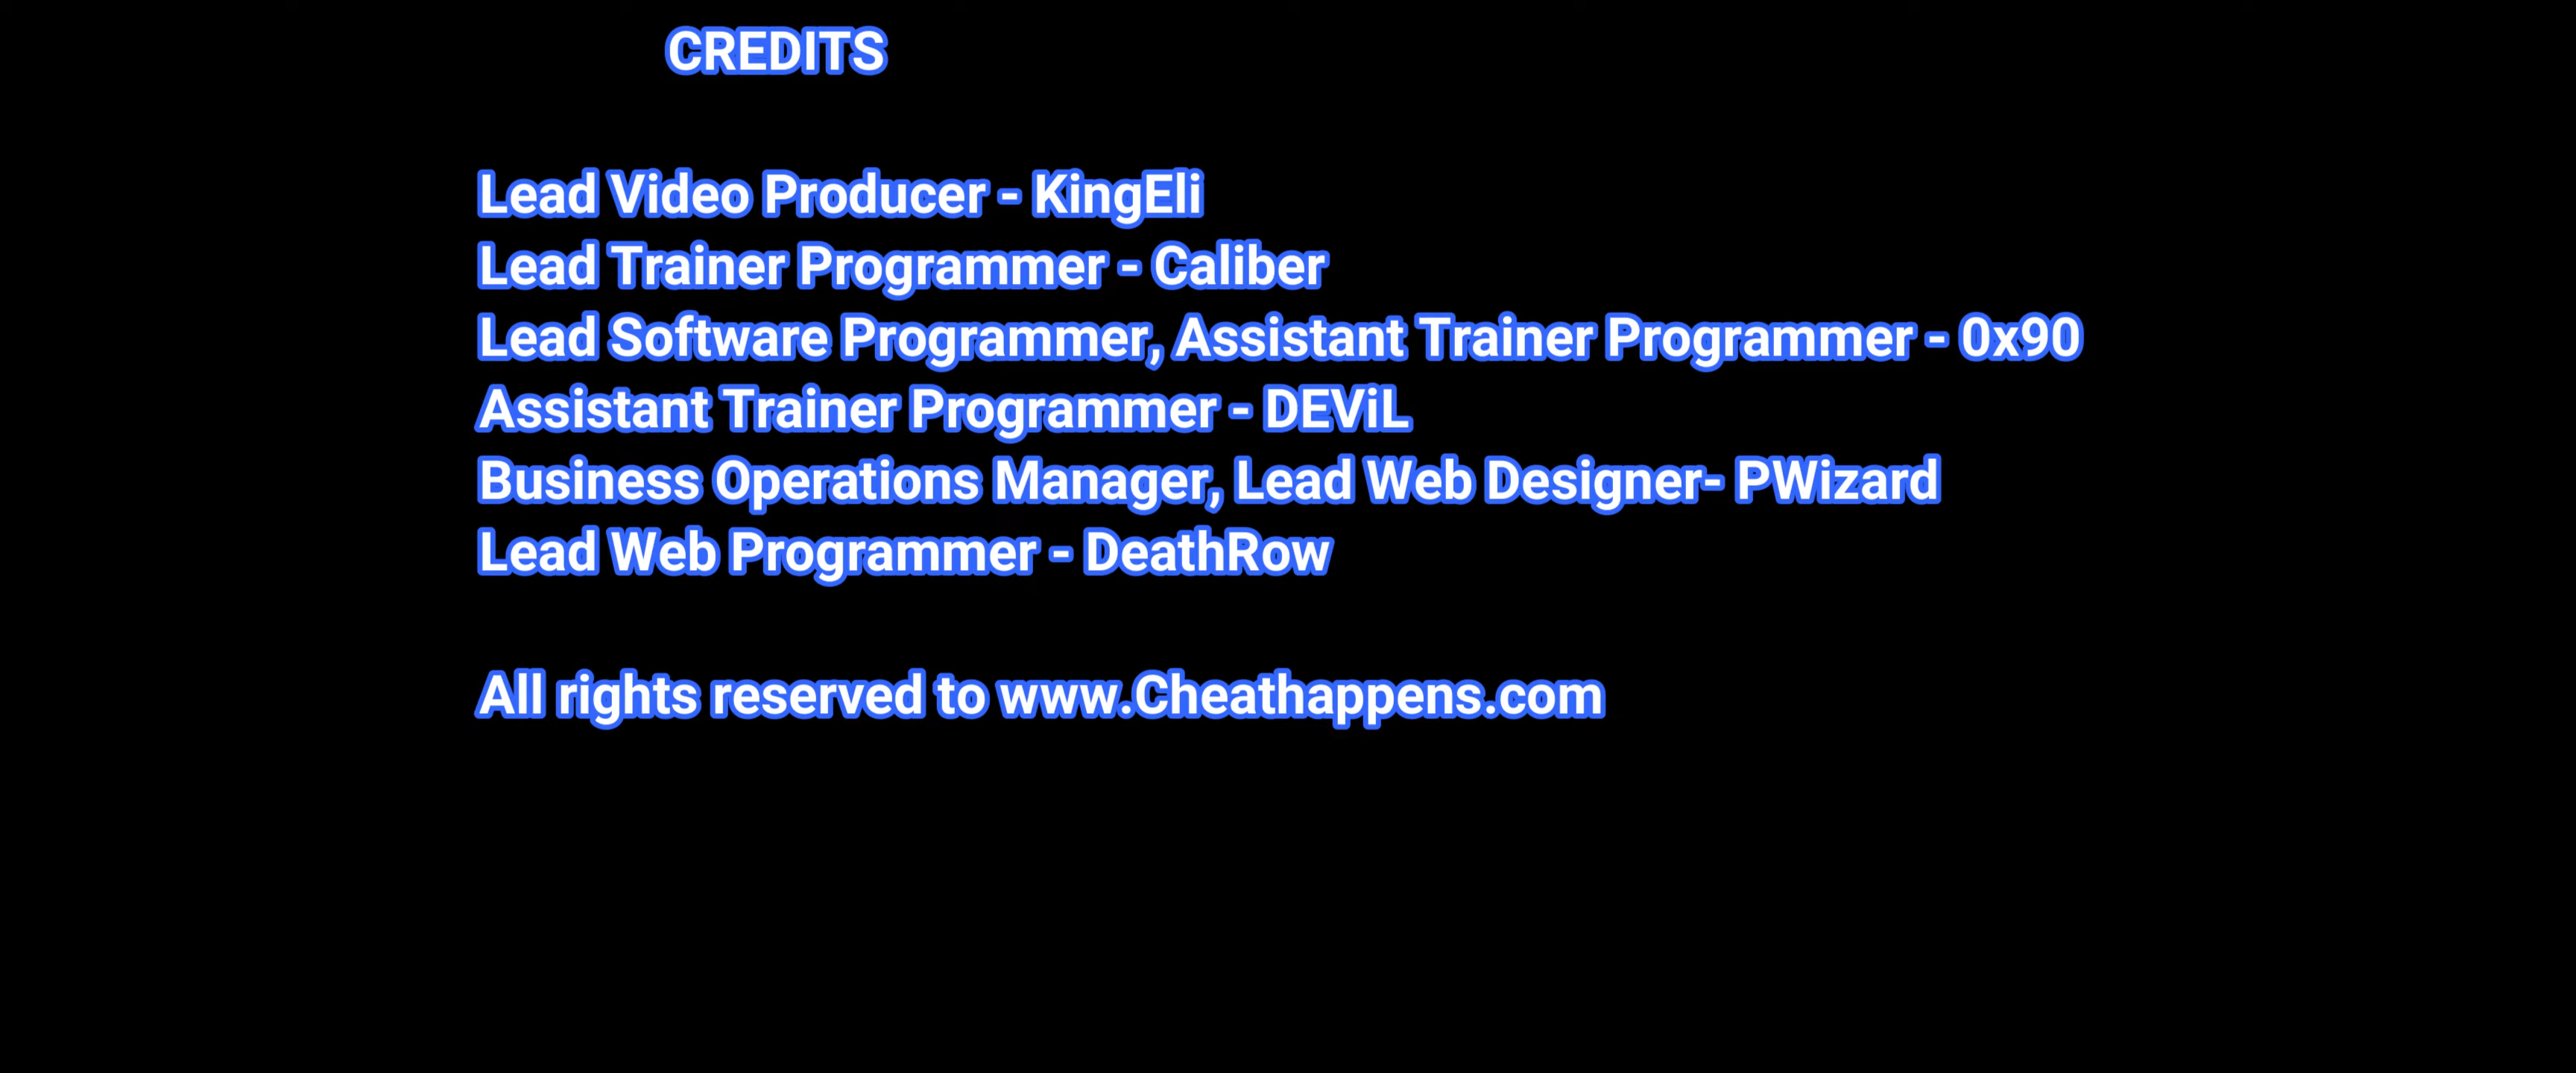 CREDITS
Lead Video Producer - KingEli
Lead Trainer Programmer - Caliber
Lead Software Programmer, Assistant Trainer Programmer - 0x90
Assistant Trainer Programmer - DEViL
Business Operations Manager, Lead Web Designer- PWizard
Lead Web Programmer - DeathRow
All rights reserved to www.Cheathappens.com